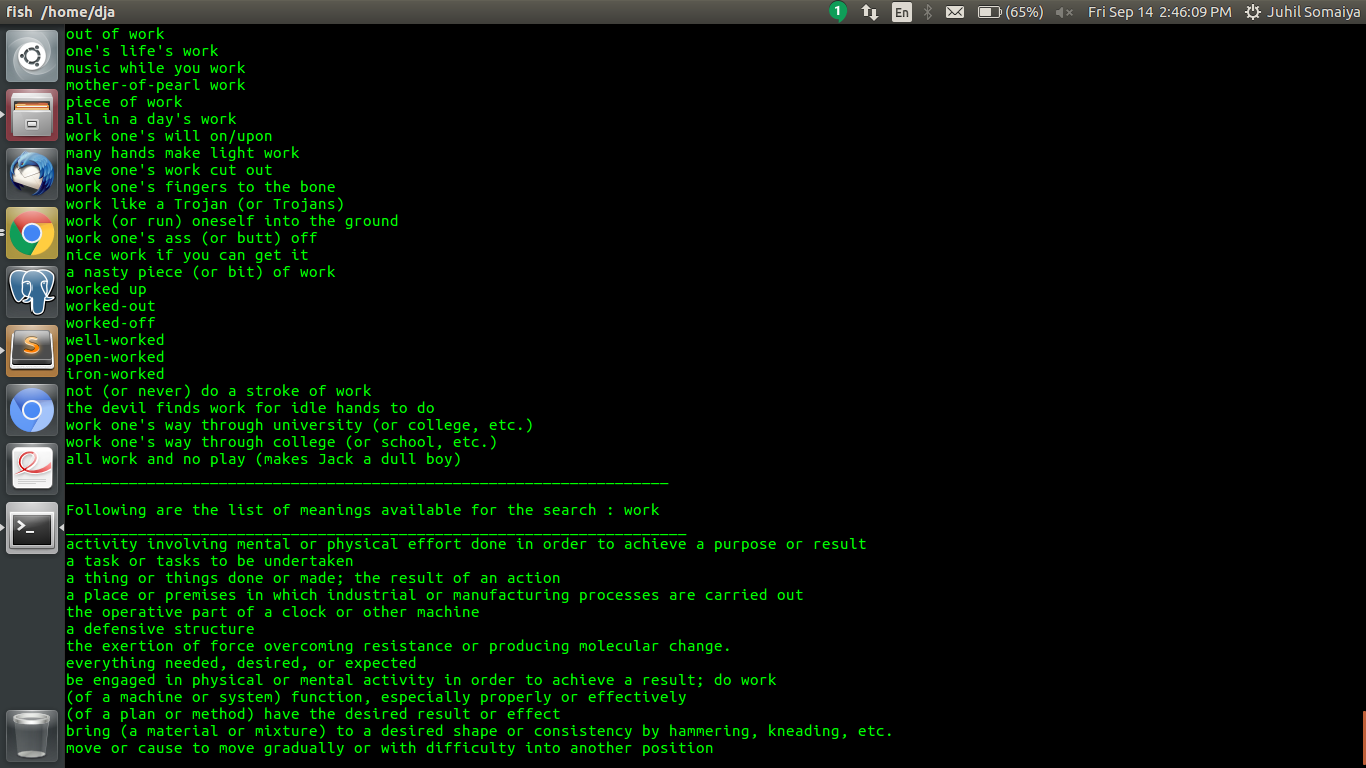 fish /home/dja
1
En
(65%)
Fri Sep 14 2:46:09 PM
Juhil Somaiya
out of work
one's life's work
music while you work
mother-of-pearl work
piece of work
all in a day's work
work one's will on/upon
many hands make light work
have one's work cut out
work one's fingers to the bone
work like a Trojan (or Trojans)
work (or run) oneself into the ground
work one's ass (or butt) off
nice work if you can get it
a nasty piece (or bit) of work
worked up
worked-out
worked-off
well-worked
open-worked
iron-worked
not (or never) do a stroke of work
the devil finds work for idle hands to do
work one's way through university (or college, etc.)
work one's way through college (or school, etc.)
all work and no play (makes Jack a dull boy)
___________________________________________________________________
Following are the list of meanings available for the search : work
_____________________________________________________________________
activity involving mental or physical effort done in order to achieve a purpose or result
a task or tasks to be undertaken
a thing or things done or made; the result of an action
a place or premises in which industrial or manufacturing processes are carried out
the operative part of a clock or other machine
a defensive structure
the exertion of force overcoming resistance or producing molecular change.
everything needed, desired, or expected
be engaged in physical or mental activity in order to achieve a result; do work
(of a machine or system) function, especially properly or effectively
(of a plan or method) have the desired result or effect
bring (a material or mixture) to a desired shape or consistency by hammering, kneading, etc.
move or cause to move gradually or with difficulty into another position
S
>_